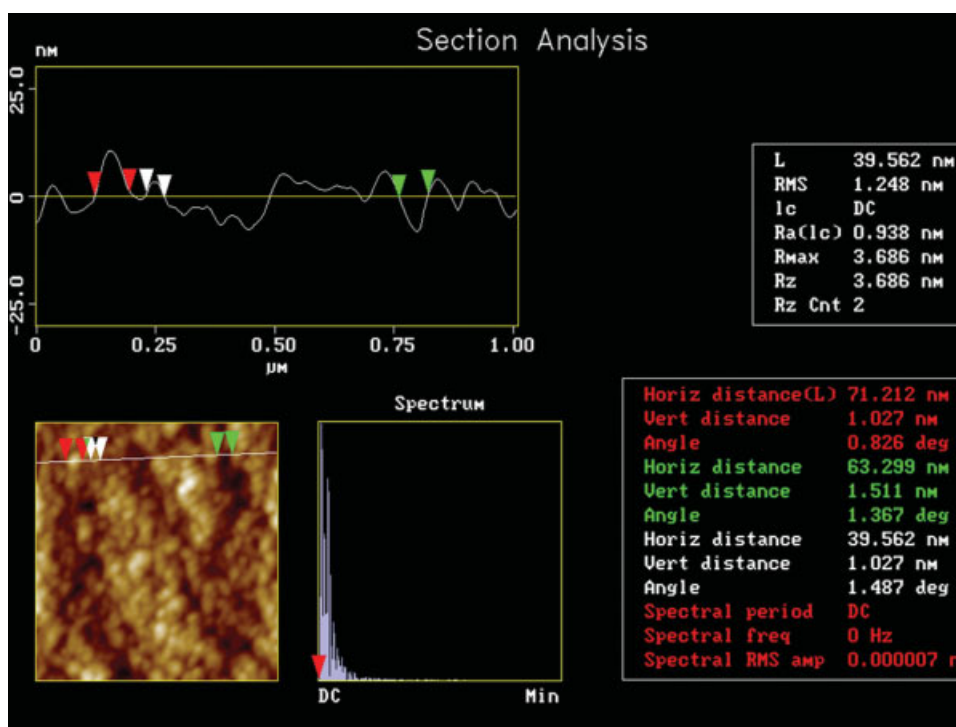 Section Analysis
nm
25.0
0
-25.0
0 0.25 0.50 0.75 1.00
μm
L 39.562 nm
RMS 1.248 nm
lc DC
Ra(lc) 0.938 nm
Rmax 3.686 nm
Rz 3.686 nm
Rz Cnt 2
Spectrum
DC Min
Horiz distance(L) 71.212 nm
Vert distance 1.027 nm
Angle 0.826 deg
Horiz distance 63.299 nm
Vert distance 1.511 nm
Angle 1.367 deg
Horiz distance 39.562 nm
Vert distance 1.027 nm
Angle 1.487 deg
Spectral period DC
Spectral freq 0 Hz
Spectral RMS amp 0.000007